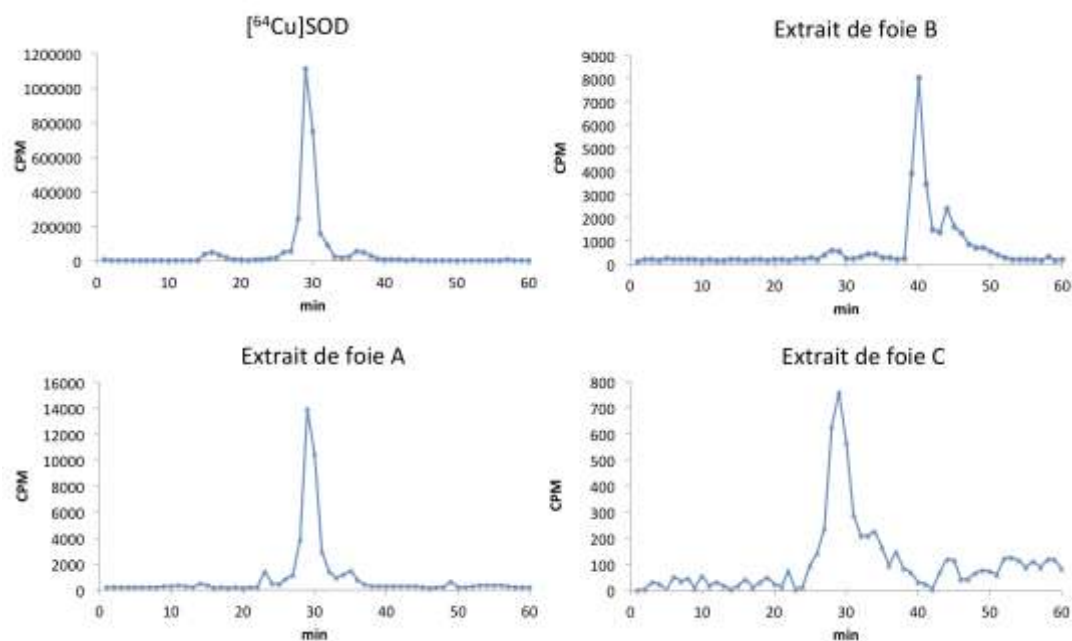 [⁶⁴Cu]SOD
1200000
1000000
800000
600000
400000
200000
0
CPM
0 10 20 30 40 50 60
min
Extrait de foie B
9000
8000
7000
6000
5000
4000
3000
2000
1000
0
CPM
0 10 20 30 40 50 60
min
Extrait de foie A
16000
14000
12000
10000
8000
6000
4000
2000
0
CPM
0 10 20 30 40 50 60
min
Extrait de foie C
800
700
600
500
400
300
200
100
0
CPM
0 10 20 30 40 50 60
min